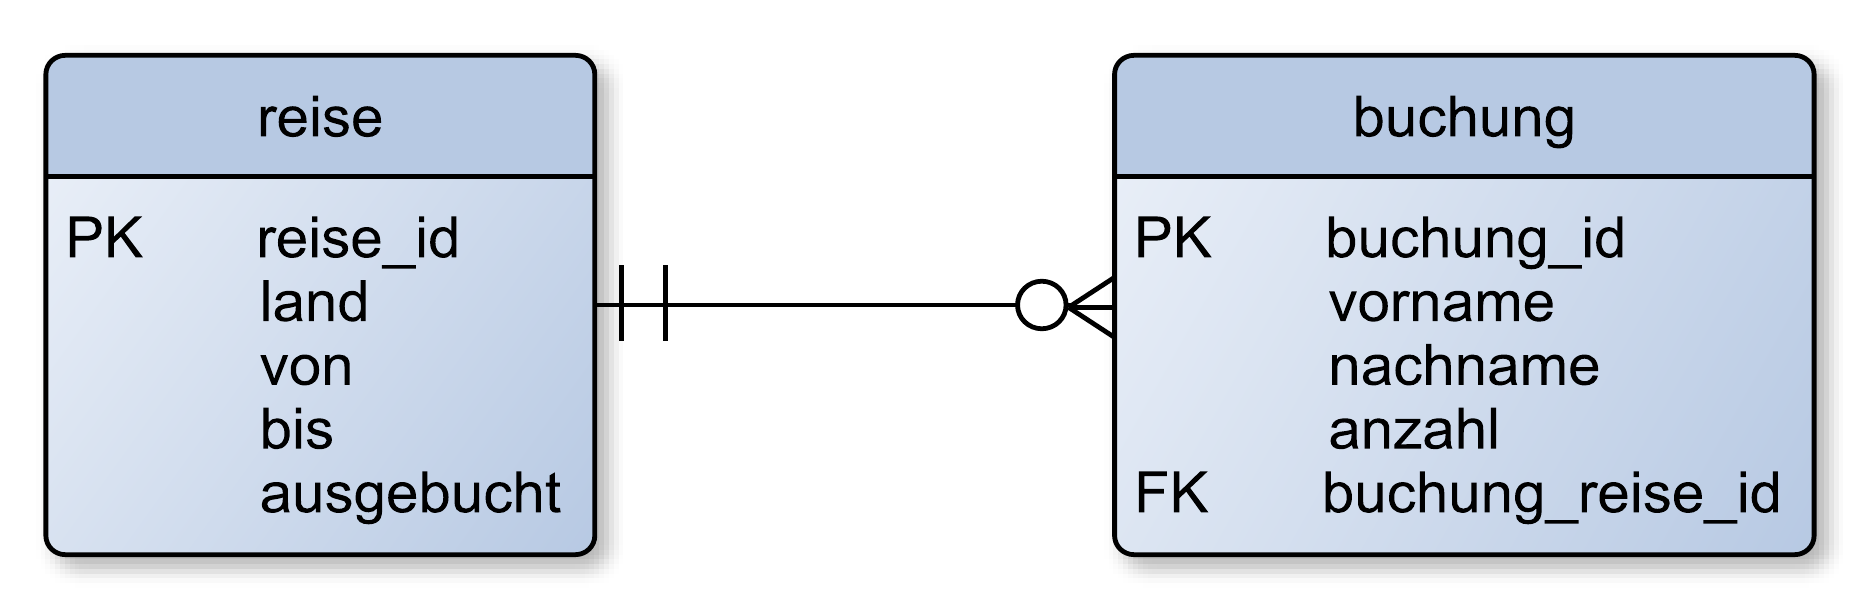 reise
PK reise_id
land
von
bis
ausgebucht
buchung
PK buchung_id
vorname
nachname
anzahl
FK buchung_reise_id